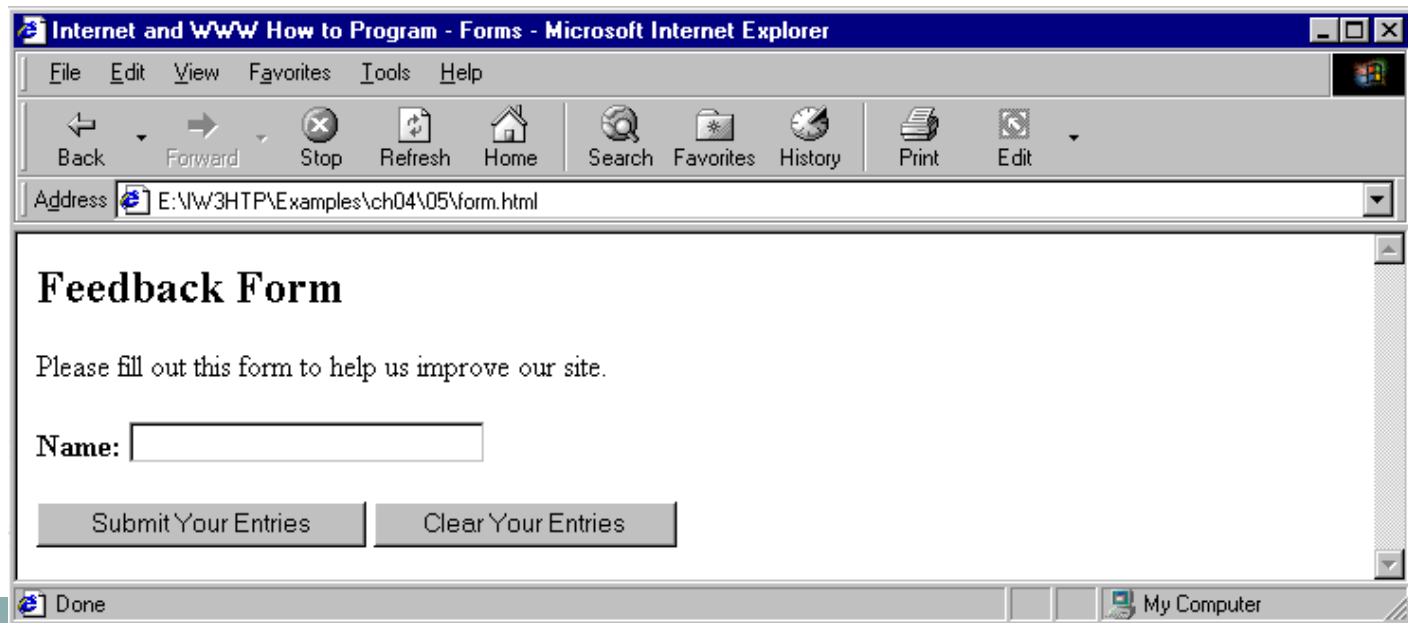 Internet and WWW How to Program - Forms - Microsoft Internet Explorer
File Edit View Favorites Tools Help
Back Forward Stop Refresh Home Search Favorites History Print Edit
Address E:\IW3HTP\Examples\ch04\05\form.html
Feedback Form
Please fill out this form to help us improve our site.
Name:
Submit Your Entries Clear Your Entries
Done My Computer